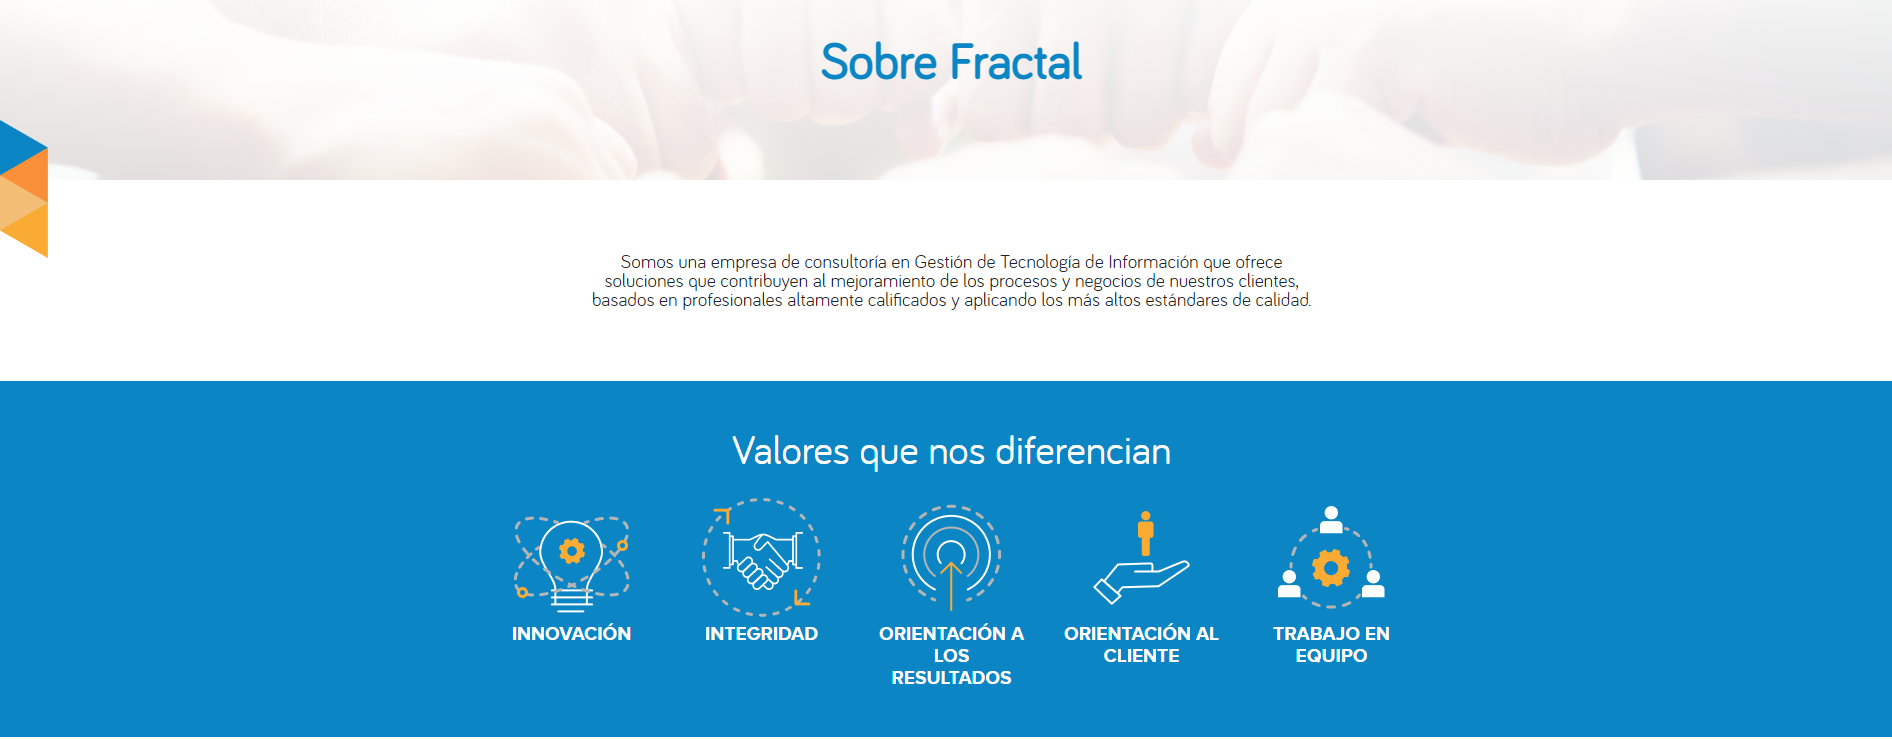 Sobre Fractal
Somos una empresa de consultoría en Gestión de Tecnología de Información que ofrece
soluciones que contribuyen al mejoramiento de los procesos y negocios de nuestros clientes,
basados en profesionales altamente calificados y aplicando los más altos estándares de calidad.
Valores que nos diferencian
INNOVACIÓN
INTEGRIDAD
ORIENTACIÓN A
LOS
RESULTADOS
ORIENTACIÓN AL
CLIENTE
TRABAJO EN
EQUIPO